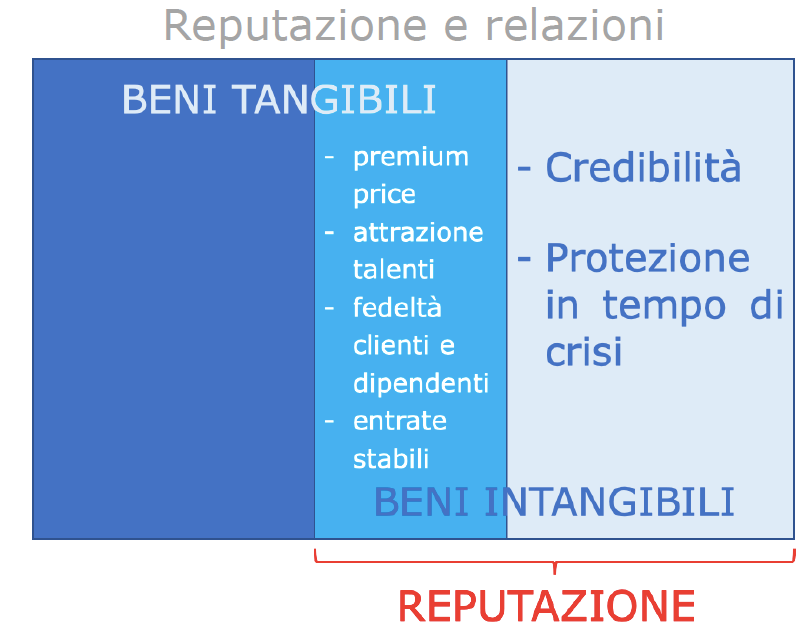 Reputazione e relazioni
BENI TANGIBILI
- premium
price
- attrazione
talenti
- fedeltà
clienti e
dipendenti
- entrate
stabili
- Credibilità
- Protezione
in tempo di
crisi
BENI INTANGIBILI
REPUTAZIONE